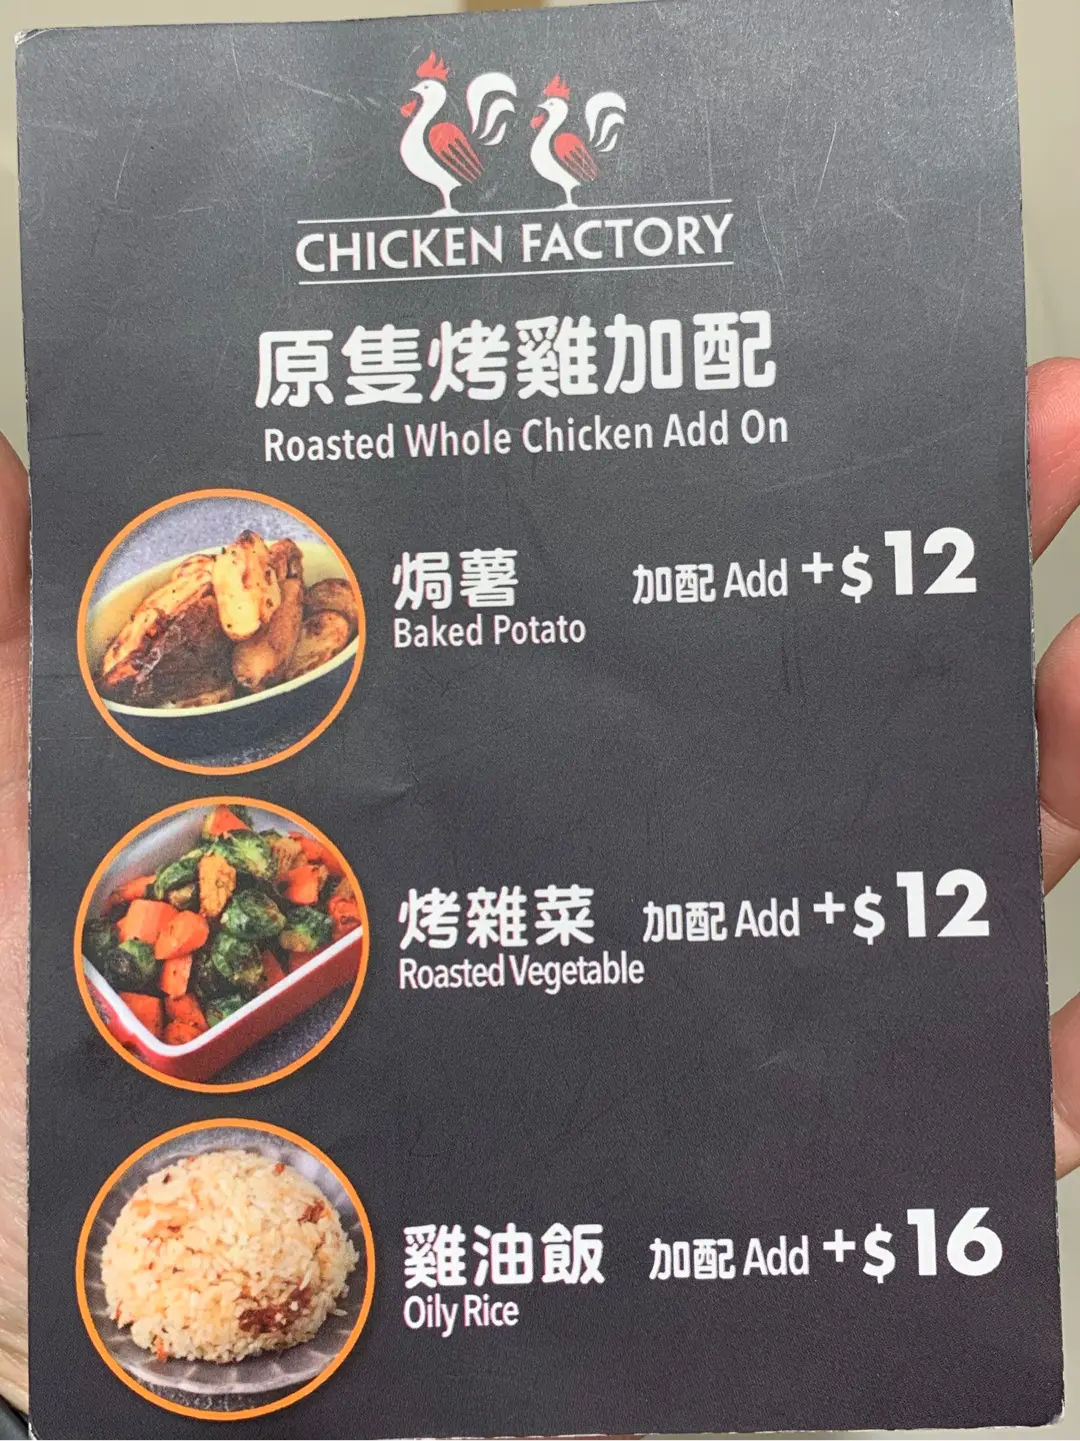 CHICKEN FACTORY
原隻烤雞加配
Roasted Whole Chicken Add On
焗薯 加配 Add +$12
Baked Potato
烤雜菜 加配 Add +$12
Roasted Vegetable
雞油飯 加配 Add +$16
Oily Rice